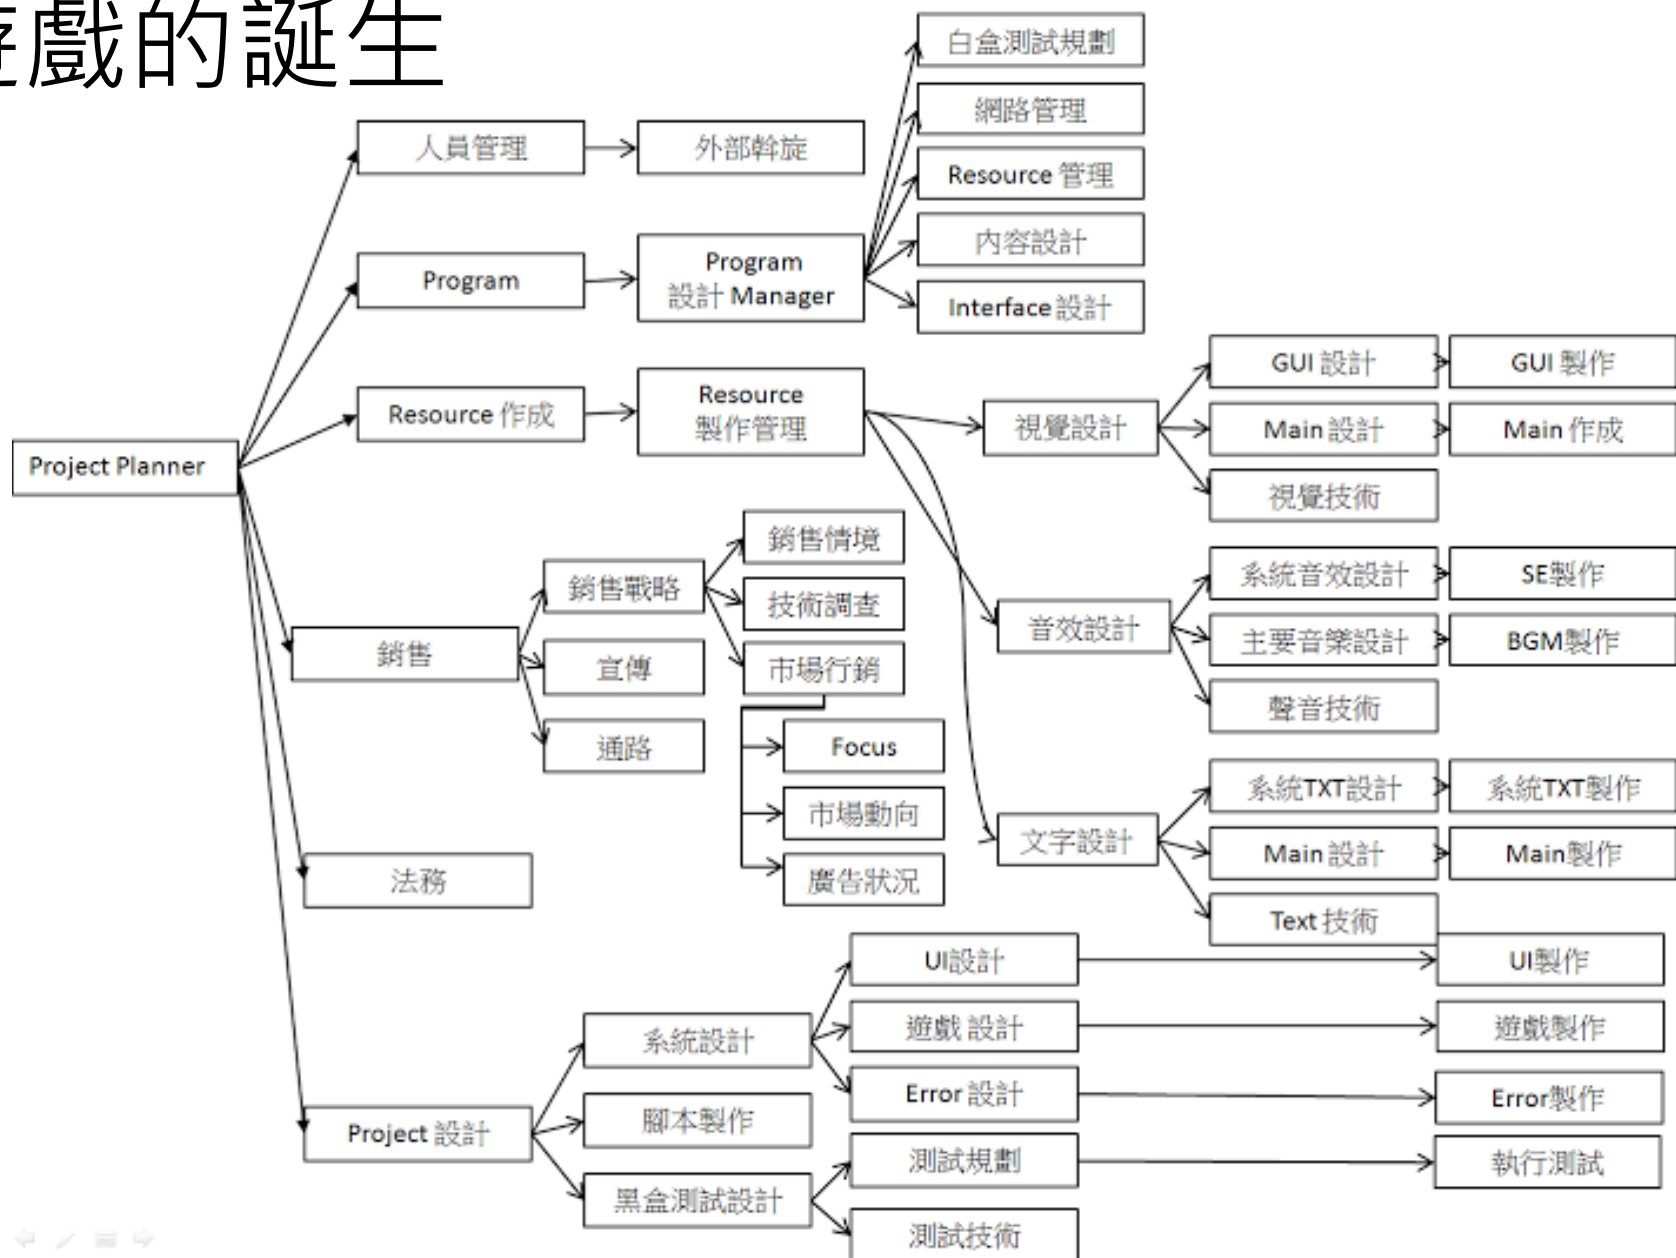 遊戲的誕生
白盒測試規劃
網路管理
人員管理
外部斡旋
Resource 管理
內容設計
Program
Program
設計 Manager
Interface 設計
GUI 設計
GUI 製作
Resource 作成
Resource
製作管理
視覺設計
Main 設計
Main 作成
Project Planner
視覺技術
銷售情境
系統音效設計
SE製作
銷售戰略
技術調查
音效設計
主要音樂設計
BGM製作
銷售
宣傳
市場行銷
聲音技術
通路
Focus
系統TXT設計
系統TXT製作
市場動向
文字設計
Main 設計
Main製作
法務
廣告狀況
Text 技術
UI設計
UI製作
系統設計
遊戲 設計
遊戲製作
Error 設計
Error製作
Project 設計
腳本製作
測試規劃
執行測試
黑盒測試設計
測試技術